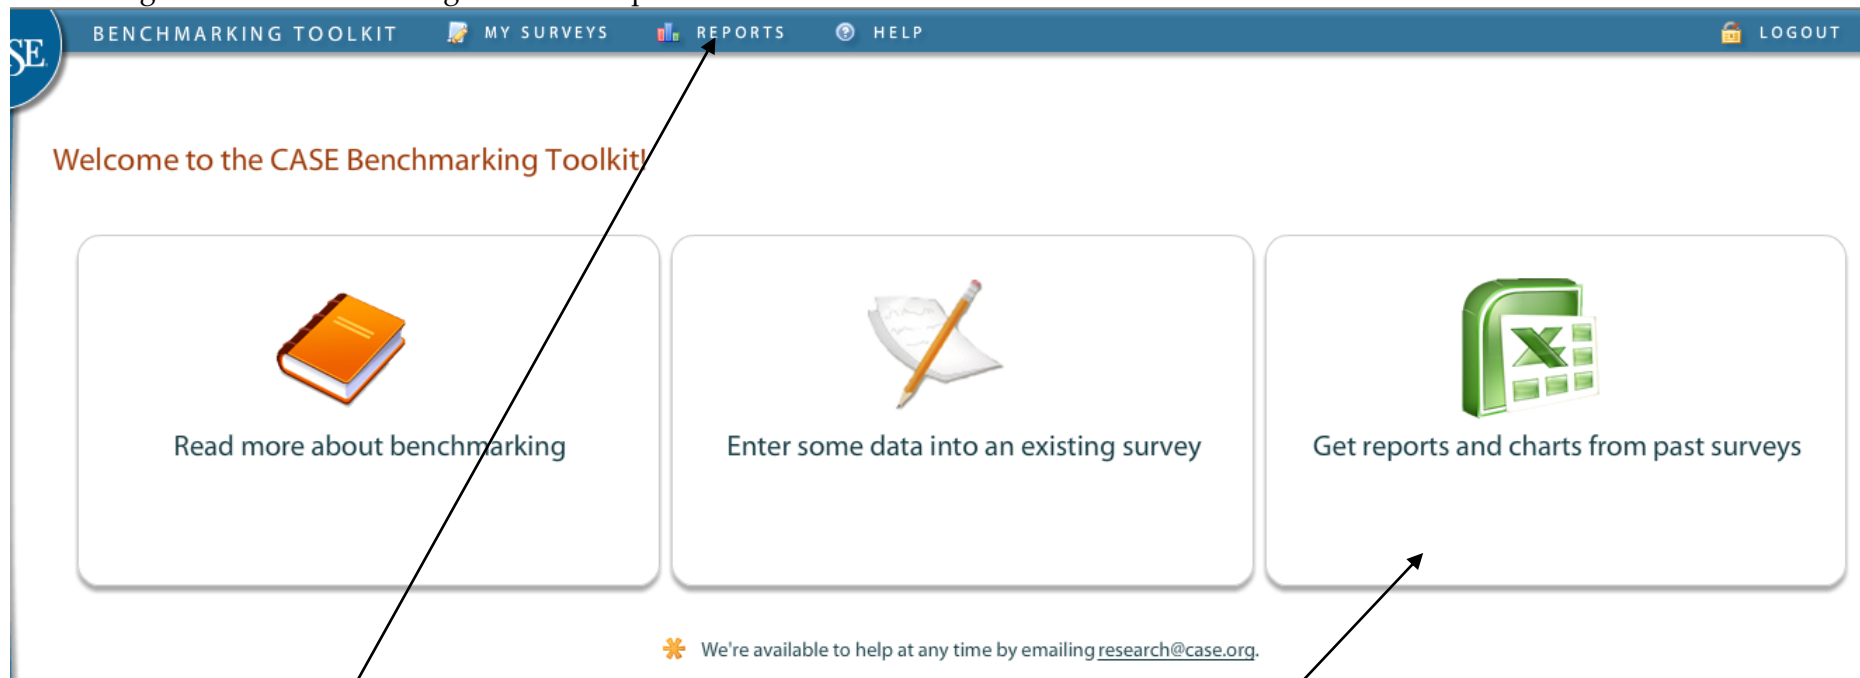 BENCHMARKING TOOLKIT MY SURVEYS REPORTS HELP LOGOUT
SE
Welcome to the CASE Benchmarking Toolkit!
Read more about benchmarking
Enter some data into an existing survey
Get reports and charts from past surveys
We're available to help at any time by emailing research@case.org.